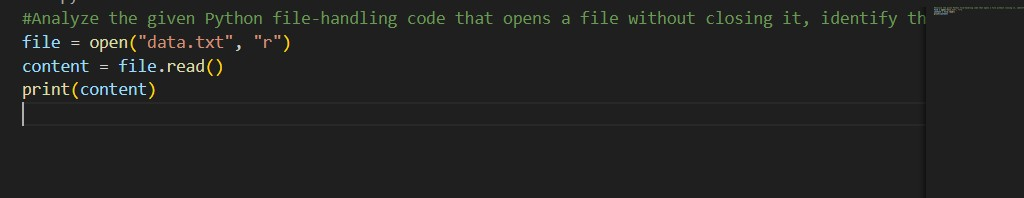 #Analyze the given Python file-handling code that opens a file without closing it, identify th
file = open("data.txt", "r")
content = file.read()
print(content)